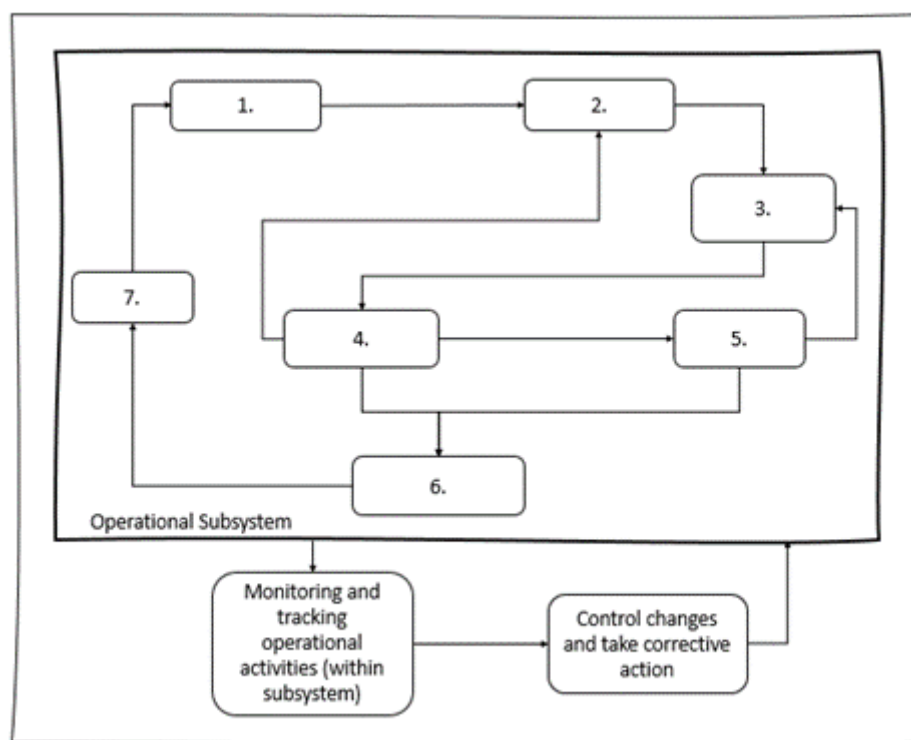 1.
2.
3.
7.
4.
5.
6.
Operational Subsystem
Monitoring and
tracking
operational
activities (within
subsystem)
Control changes
and take corrective
action